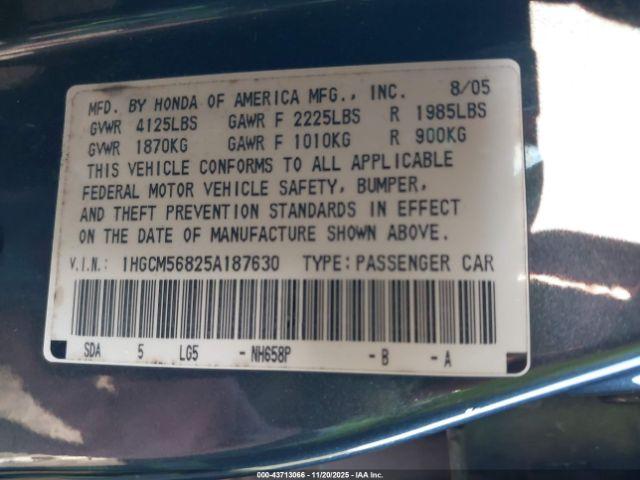 MFD. BY HONDA OF AMERICA MFG., INC. 8/05
GVWR 4125LBS GAWR F 2225LBS R 1985LBS
GVWR 1870KG GAWR F 1010KG R 900KG
THIS VEHICLE CONFORMS TO ALL APPLICABLE
FEDERAL MOTOR VEHICLE SAFETY, BUMPER,
AND THEFT PREVENTION STANDARDS IN EFFECT
ON THE DATE OF MANUFACTURE SHOWN ABOVE.
V.I.N.: 1HGCM56825A187630 TYPE: PASSENGER CAR
SDA 5 LG5 -NH658P -B -A
000-43713066 - 11/20/2025 - IAA Inc.